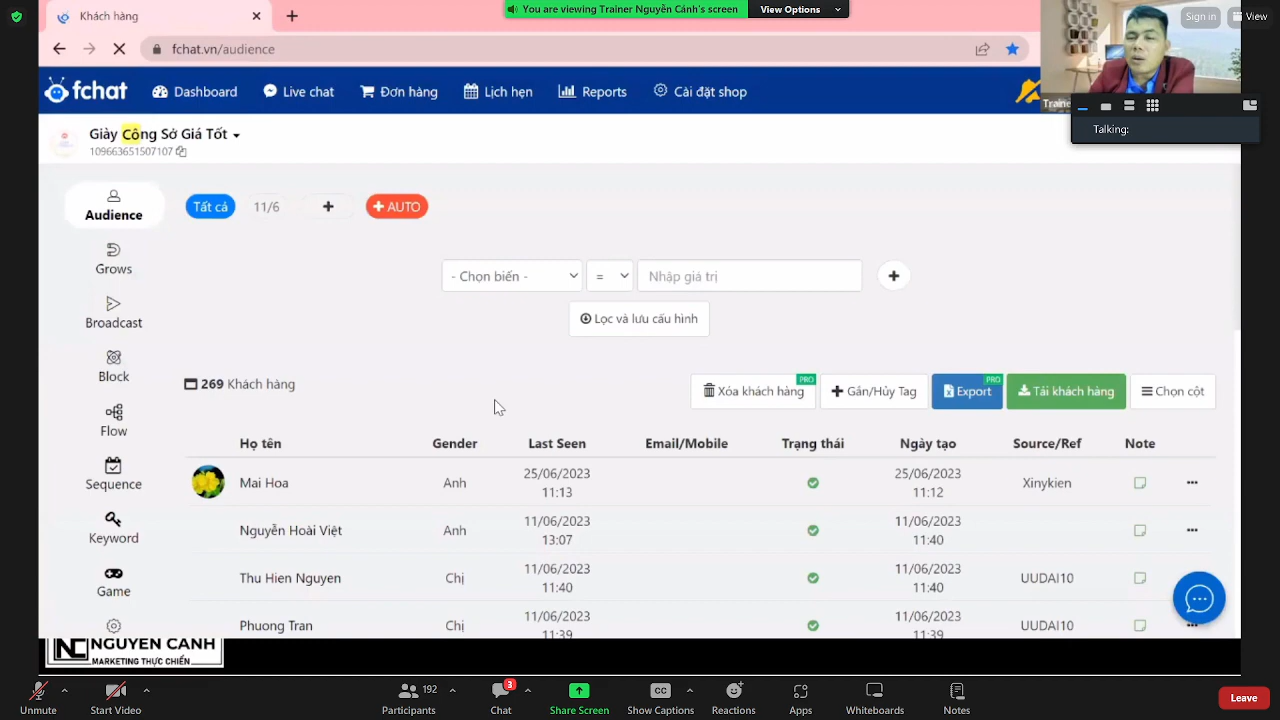 Khách hàng
You are viewing Trainer Nguyễn Cánh's screen
View Options
Sign in
View
fchat.vn/audience
fchat
Dashboard
Live chat
Đơn hàng
Lịch hẹn
Reports
Cài đặt shop
Talking:
Giày Công Sở Giá Tốt
109663651507107
Audience
Tất cả
11/6
AUTO
Grows
- Chọn biến -
=
Nhập giá trị
Broadcast
Lọc và lưu cấu hình
Block
269 Khách hàng
PRO
Xóa khách hàng
Gắn/Hủy Tag
PRO
Export
Tải khách hàng
Chọn cột
Flow
Họ tên Gender Last Seen Email/Mobile Trạng thái Ngày tạo Source/Ref Note
Sequence
Mai Hoa Anh 25/06/2023 11:13 25/06/2023 11:12 Xinykien
Keyword
Nguyễn Hoài Việt Anh 11/06/2023 13:07 11/06/2023 11:40
Game
Thu Hien Nguyen Chị 11/06/2023 11:40 11/06/2023 11:40 UUDAI10
Phuong Tran Chị 11/06/2023 11:39 11/06/2023 11:39 UUDAI10
NC NGUYEN CANH
MARKETING THỰC CHIẾN
Unmute
Start Video
192
Participants
3
Chat
Share Screen
CC
Show Captions
Reactions
Apps
Whiteboards
Notes
Leave